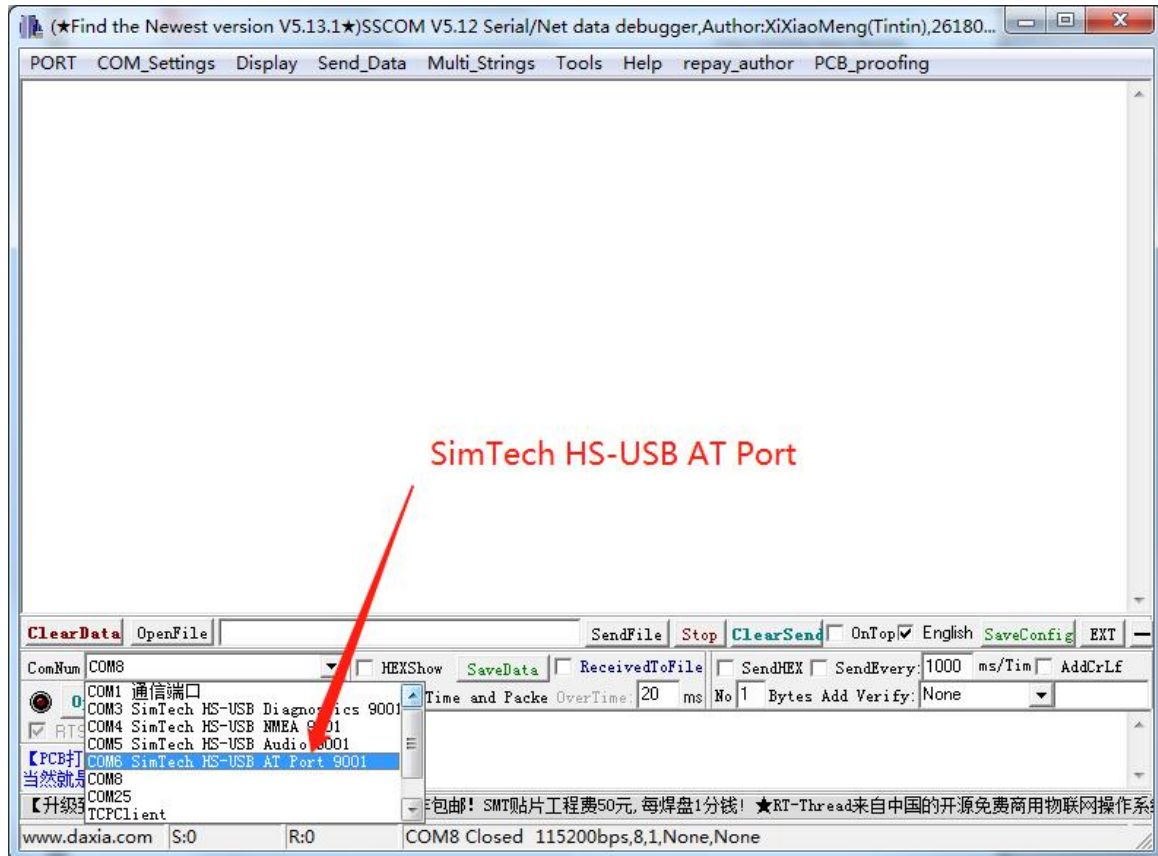 (★Find the Newest version V5.13.1★)SSCOM V5.12 Serial/Net data debugger,Author:XiXiaoMeng(Tintin),26180...
PORT COM_Settings Display Send_Data Multi_Strings Tools Help repay_author PCB_proofing
SimTech HS-USB AT Port
ClearData OpenFile SendFile Stop ClearSend OnTop English SaveConfig EXT
ComNum COM8 HEXShow SaveData ReceivedToFile SendHEX SendEvery: 1000 ms/Tim AddCrLf
COM1 通信端口
COM3 SimTech HS-USB Diagnostics 9001
COM4 SimTech HS-USB NMEA 9001
COM5 SimTech HS-USB Audio 9001
COM6 SimTech HS-USB AT Port 9001
COM8
COM25
TCPClient
Time and Packe OverTime: 20 ms No 1 Bytes Add Verify: None
RTS
【PCB打
当然就是
【升级到
包邮! SMT贴片工程费50元,每焊盘1分钱! ★RT-Thread来自中国的开源免费商用物联网操作系
www.daxia.com S:0 R:0 COM8 Closed 115200bps,8,1,None,None